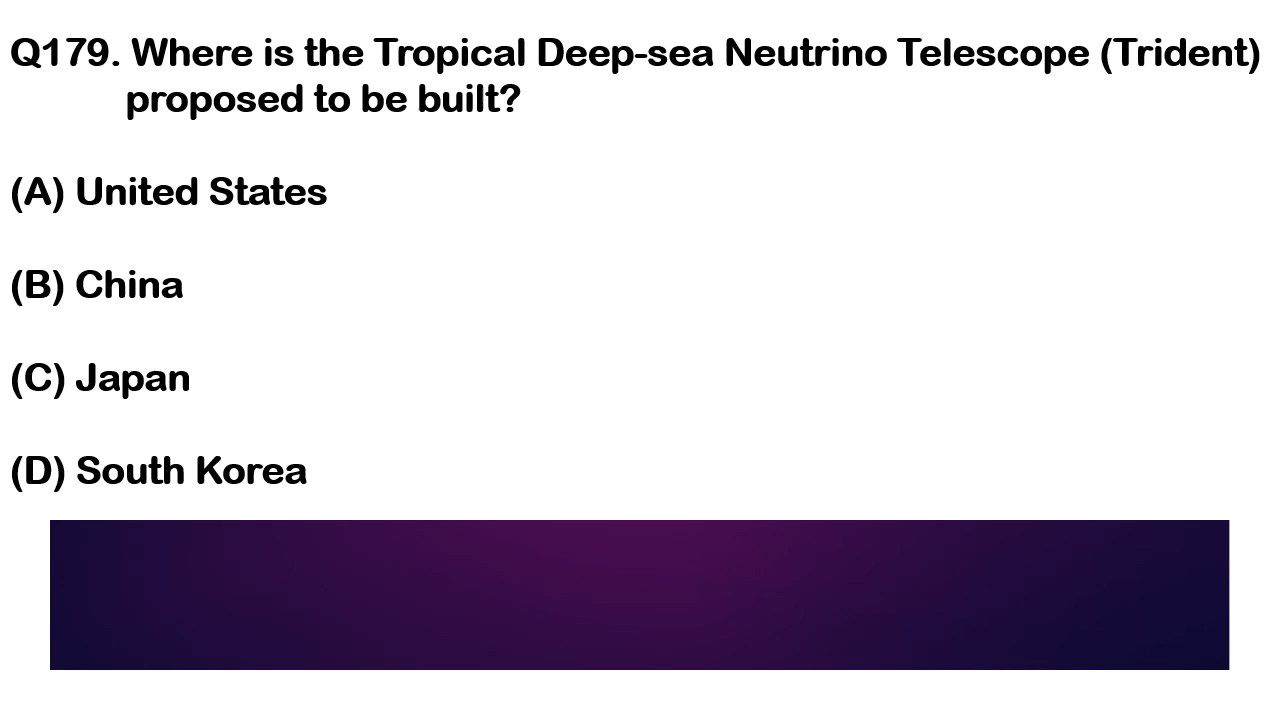 Q179. Where is the Tropical Deep-sea Neutrino Telescope (Trident)
proposed to be built?
(A) United States
(B) China
(C) Japan
(D) South Korea